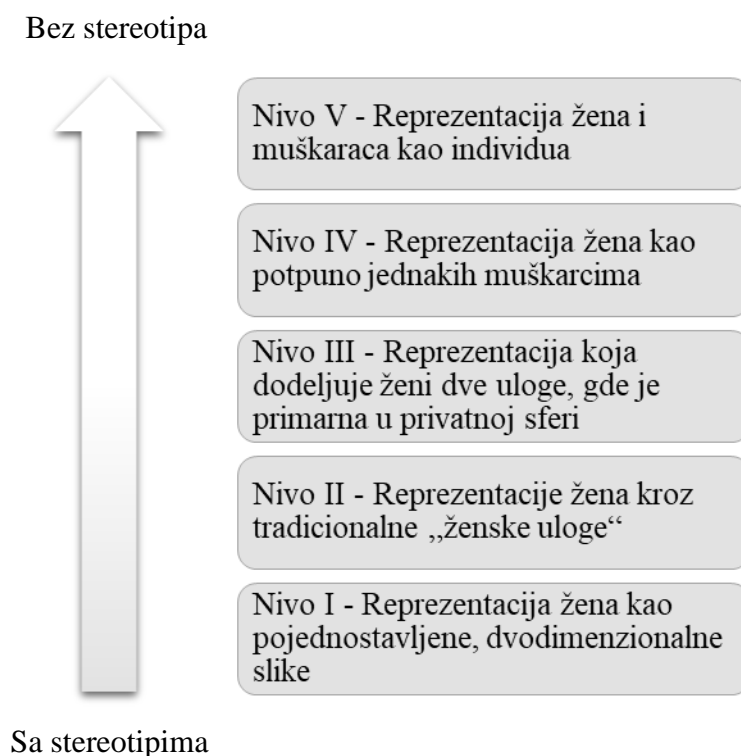 Bez stereotipa
Nivo V - Reprezentacija žena i
muškaraca kao individua
Nivo IV - Reprezentacija žena kao
potpuno jednakih muškarcima
Nivo III - Reprezentacija koja
dodeljuje ženi dve uloge, gde je
primarna u privatnoj sferi
Nivo II - Reprezentacije žena kroz
tradicionalne „ženske uloge“
Nivo I - Reprezentacija žena kao
pojednostavljene, dvodimenzionalne
slike
Sa stereotipima